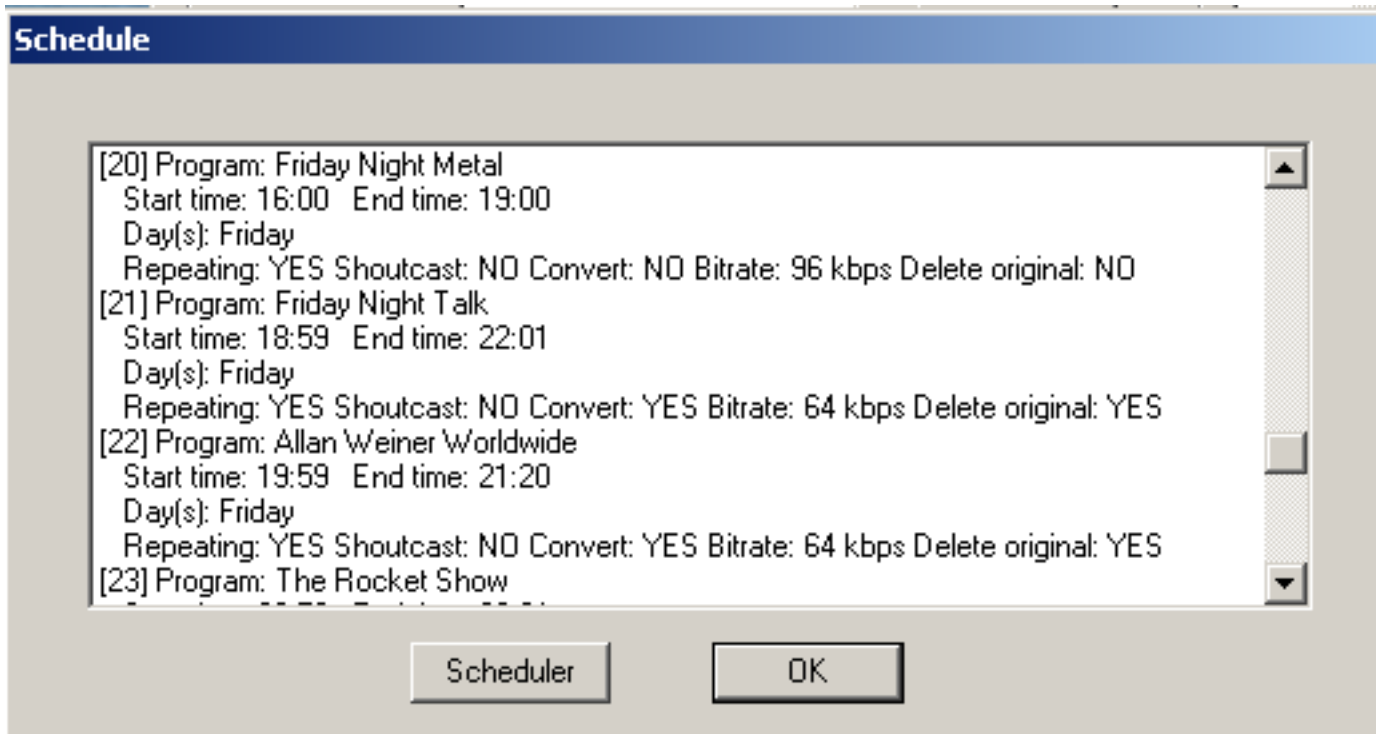 Schedule
[20] Program: Friday Night Metal
Start time: 16:00 End time: 19:00
Day(s): Friday
Repeating: YES Shoutcast: NO Convert: NO Bitrate: 96 kbps Delete original: NO
[21] Program: Friday Night Talk
Start time: 18:59 End time: 22:01
Day(s): Friday
Repeating: YES Shoutcast: NO Convert: YES Bitrate: 64 kbps Delete original: YES
[22] Program: Allan Weiner Worldwide
Start time: 19:59 End time: 21:20
Day(s): Friday
Repeating: YES Shoutcast: NO Convert: YES Bitrate: 64 kbps Delete original: YES
[23] Program: The Rocket Show
Scheduler
OK